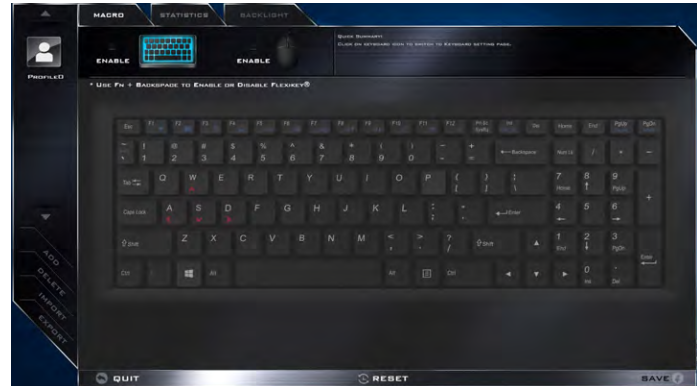 MACRO STATISTICS BACKLIGHT
Quick Summary:
Click on keyboard icon to switch to Keyboard setting page.
ENABLE ENABLE
ProfileD
* Use Fn + Backspace to Enable or Disable Flexikey®
Esc F1 F2 F3 F4 F5 F6 F7 F8 F9 F10 F11 F12 PrtSc SysRq Int Del Home End PgUp PgDn
~ ` ! 1 @ 2 # 3 $ 4 % 5 ^ 6 & 7 * 8 ( 9 ) 0 _ - + = Backspace Num Lk / * -
Tab Q W E R T Y U I O P { [ } ] | \ 7 Home 8 9 PgUp +
Caps Lock A S D F G H J K L : ; " ' Enter 4 5 6
Shift Z X C V B N M < , > . ? / Shift 1 End 2 3 PgDn
Ctrl Alt Alt Ctrl 0 Ins . Del Enter
ADD
DELETE
IMPORT
EXPORT
QUIT RESET SAVE